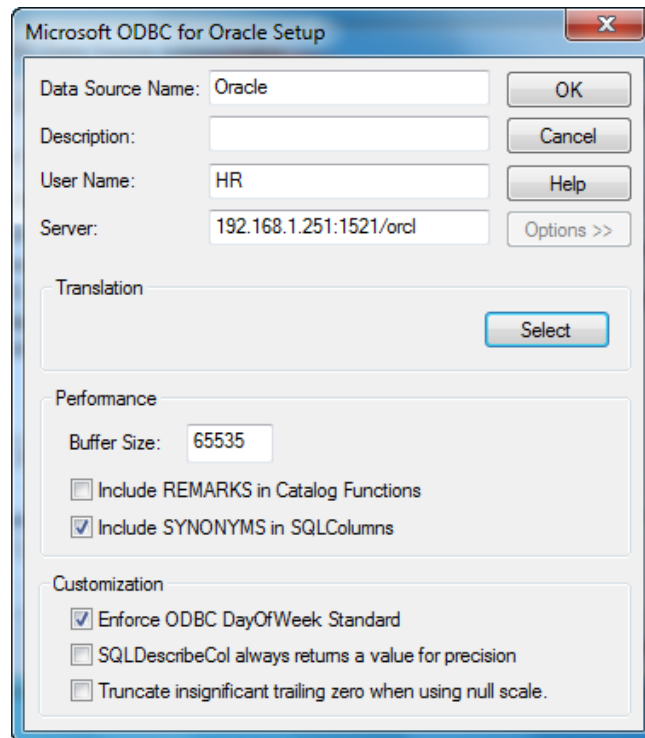 Microsoft ODBC for Oracle Setup
Data Source Name: Oracle OK
Description: Cancel
User Name: HR Help
Server: 192.168.1.251:1521/orcl Options >>
Translation
Select
Performance
Buffer Size: 65535
Include REMARKS in Catalog Functions
Include SYNONYMS in SQLColumns
Customization
Enforce ODBC DayOfWeek Standard
SQLDescribeCol always returns a value for precision
Truncate insignificant trailing zero when using null scale.